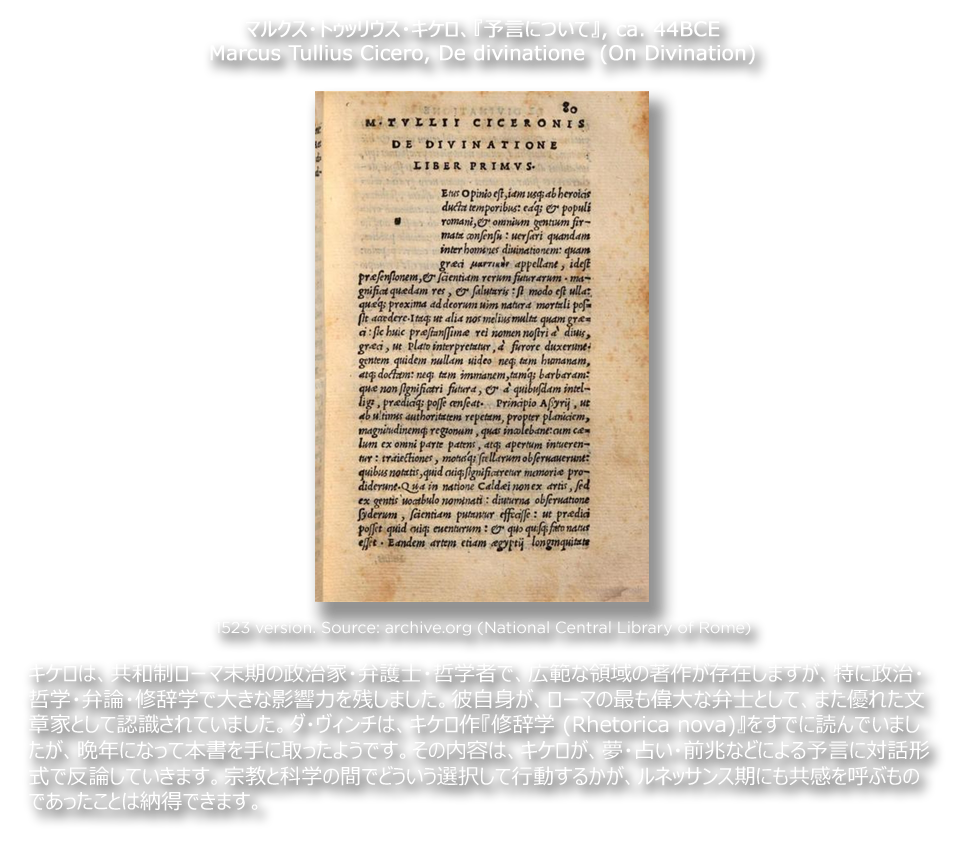 マルクス・トゥッリウス・キケロ、『予言について』, ca. 44BCE
Marcus Tullius Cicero, De divinatione  (On Divination)
80
M. TVLLII CICERONIS
DE DIVINATIONE
LIBER PRIMVS.
Etus Opinio est, iam usq; ab heroicis
ducta temporibus: eaq; & populi
romani, & omnium gentium fir-
mata consensu : uersari quandam
inter homines diuinationem: quam
græci appellant, idest
præsensionem, & scientiam rerum futurarum. ma-
gnifica quædam res, & salutaris: si modo est ulla:
quæq; proxima ad deorum uim natura mortali pos-
sit accedere. Itaq; ut alia nos melius multa quam græ-
ci: sic huic præstantissimæ rei nomen nostri à diuis,
græci, ut Plato interpretatur, à furore duxerunt.
gentem quidem nullam uideo neq; tam humanam,
atq; doctam: neq; tam immanem, tamq; barbaram:
quæ non significari futura, & à quibusdam intel-
ligi, prædiciq; posse censeat. Principio Assyrij, ut
ab ultimis authoritatem repetam, propter planiciem,
magnitudinemq; regionum, quas incolebant: cum cæ-
lum ex omni parte patens, atq; apertum intueren-
tur: traiectiones, motusq; stellarum obseruauerunt:
quibus notatis, quid cuiq; significaretur memoriæ pro-
diderunt. Qua in natione Caldæi non ex artis, sed
ex gentis uocabulo nominati: diuturna obseruatione
syderum, scientiam putantur effecisse: ut prædici
posset quid cuiq; euenturum: & quo quisq; fato natus
esset. Eandem artem etiam ægyptij longinquitate
1523 version. Source: archive.org (National Central Library of Rome)
キケロは、共和制ローマ末期の政治家・弁護士・哲学者で、広範な領域の著作が存在しますが、特に政治・
哲学・弁論・修辞学で大きな影響力を残しました。彼自身が、ローマの最も偉大な弁士として、また優れた文
章家として認識されていました。ダ・ヴィンチは、キケロ作『修辞学 (Rhetorica nova)』をすでに読んでいまし
たが、晩年になって本書を手に取ったようです。その内容は、キケロが、夢・占い・前兆などによる予言に対話形
式で反論していきます。宗教と科学の間でどういう選択して行動するかが、ルネッサンス期にも共感を呼ぶもの
であったことは納得できます。